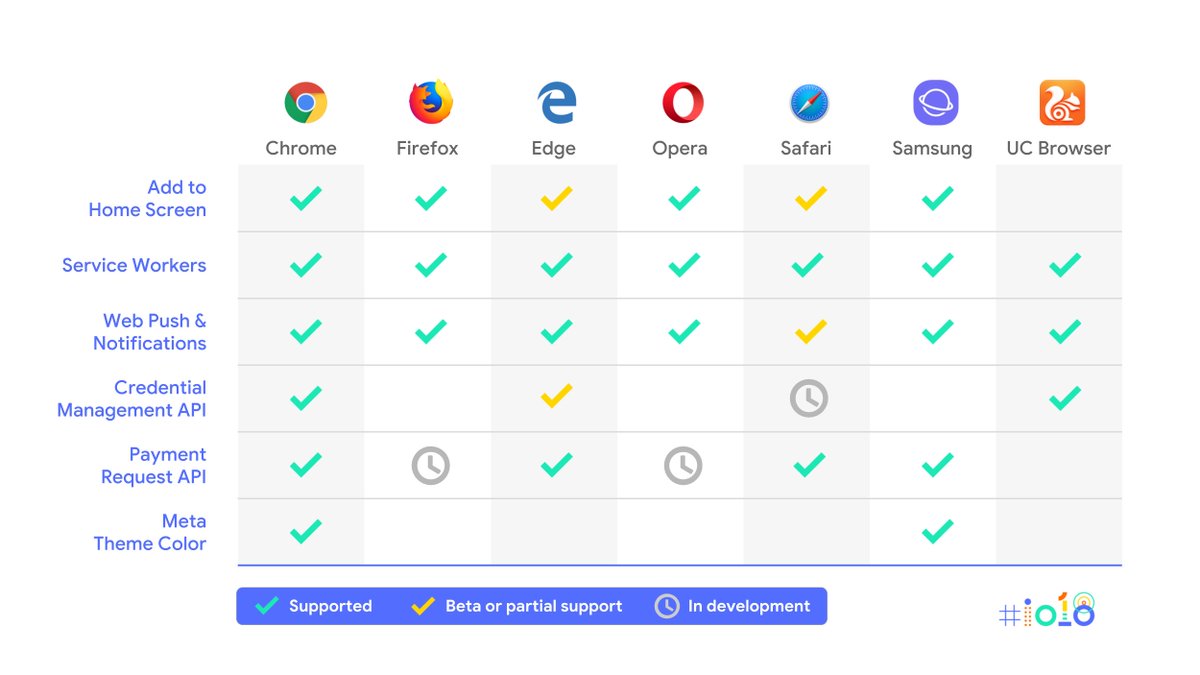 Chrome
Firefox
Edge
Opera
Safari
Samsung
UC Browser
Add to
Home Screen
Service Workers
Web Push &
Notifications
Credential
Management API
Payment
Request API
Meta
Theme Color
Supported
Beta or partial support
In development
#io18